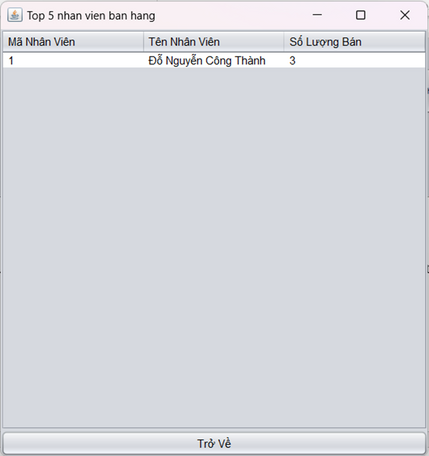 Top 5 nhan vien ban hang
Mã Nhân Viên Tên Nhân Viên Số Lượng Bán
1 Đỗ Nguyễn Công Thành 3
Trở Về